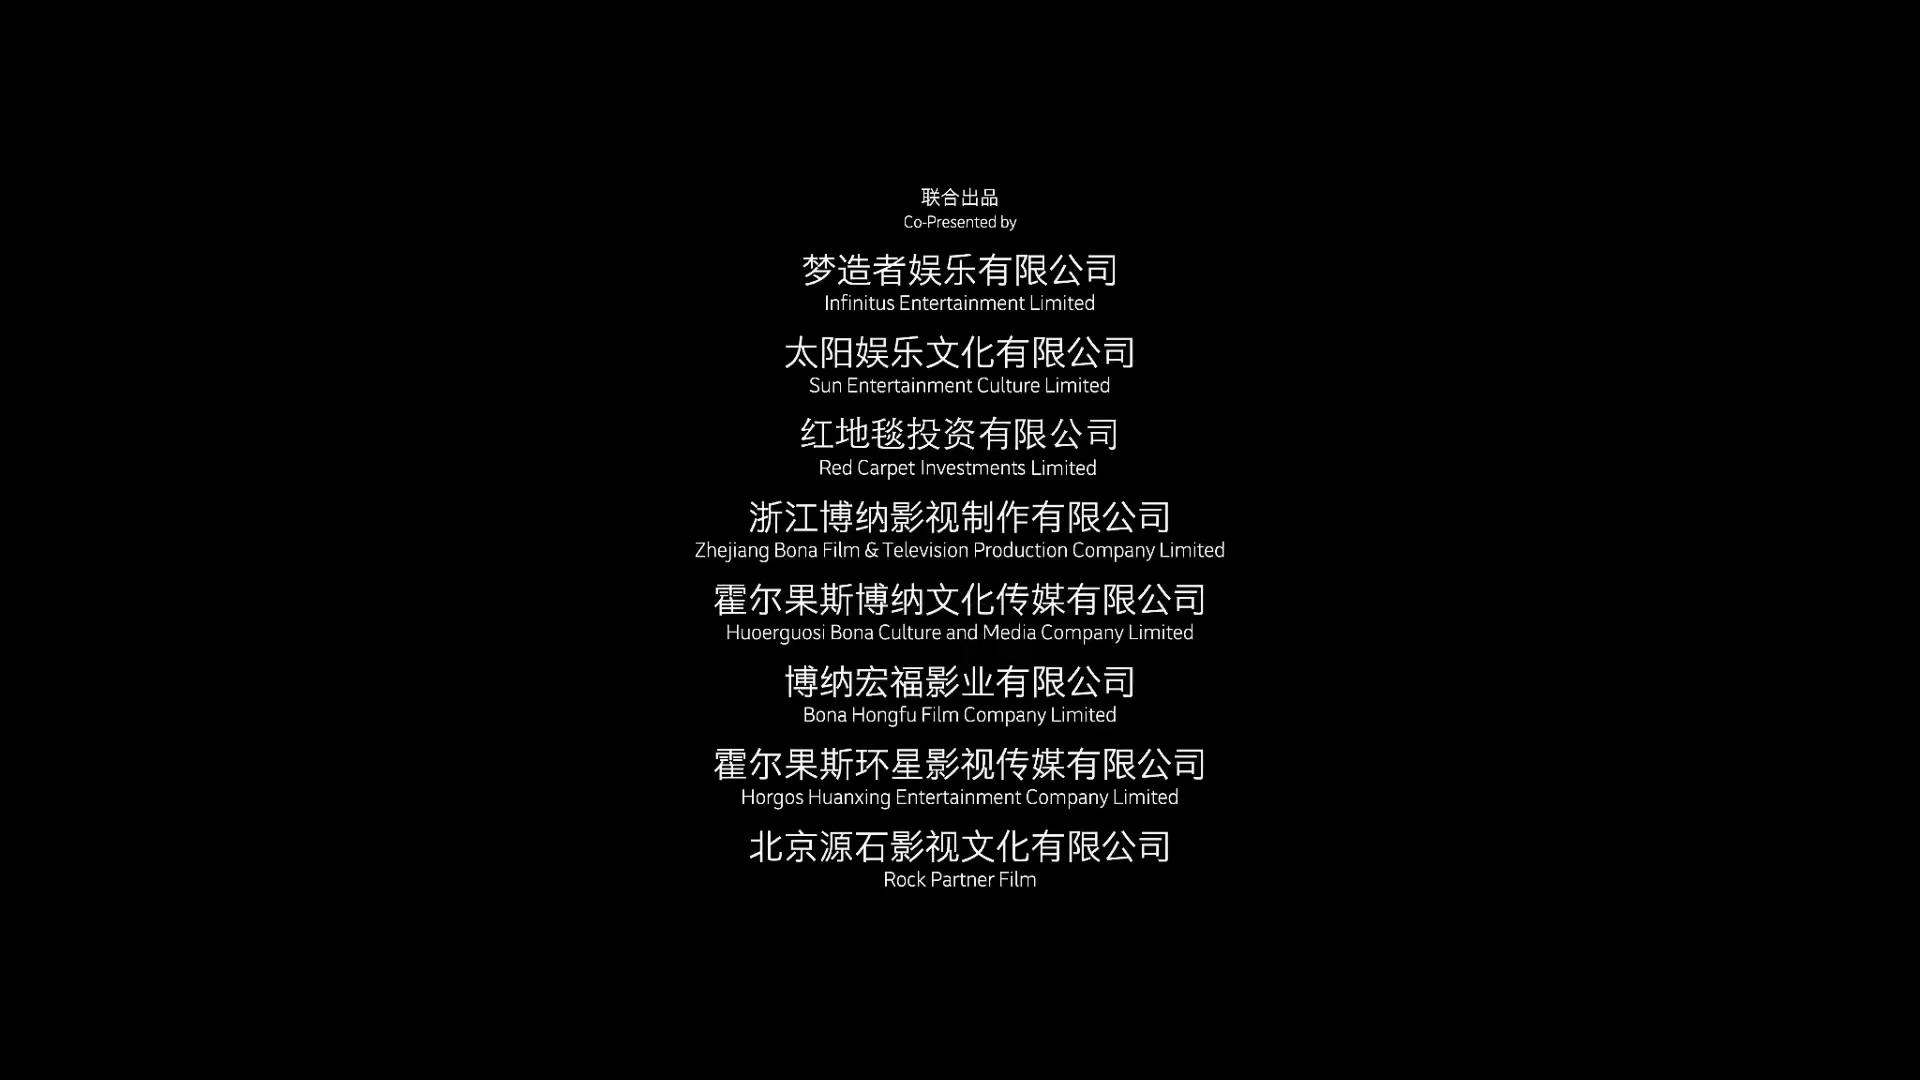 联合出品
Co-Presented by
梦造者娱乐有限公司
Infinitus Entertainment Limited
太阳娱乐文化有限公司
Sun Entertainment Culture Limited
红地毯投资有限公司
Red Carpet Investments Limited
浙江博纳影视制作有限公司
Zhejiang Bona Film & Television Production Company Limited
霍尔果斯博纳文化传媒有限公司
Huoerguosi Bona Culture and Media Company Limited
博纳宏福影业有限公司
Bona Hongfu Film Company Limited
霍尔果斯环星影视传媒有限公司
Horgos Huanxing Entertainment Company Limited
北京源石影视文化有限公司
Rock Partner Film